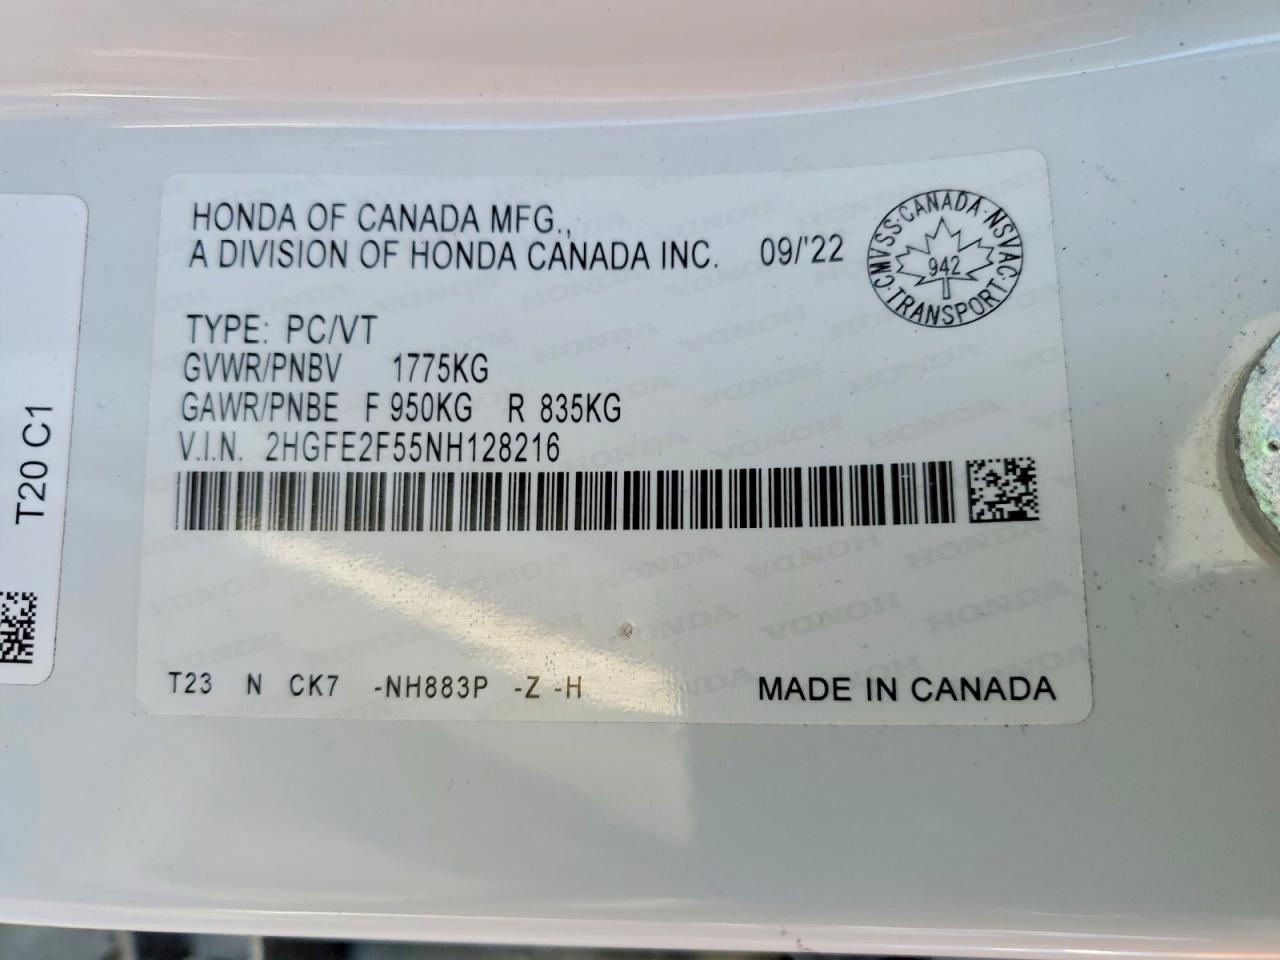 HONDA OF CANADA MFG.,
A DIVISION OF HONDA CANADA INC. 09/'22
CMVSS·CANADA·NSVAC·TRANSPORT·
942
TYPE: PC/VT
GVWR/PNBV 1775KG
GAWR/PNBE F 950KG R 835KG
V.I.N. 2HGFE2F55NH128216
T23 N CK7 -NH883P -Z -H
MADE IN CANADA
T20 C1